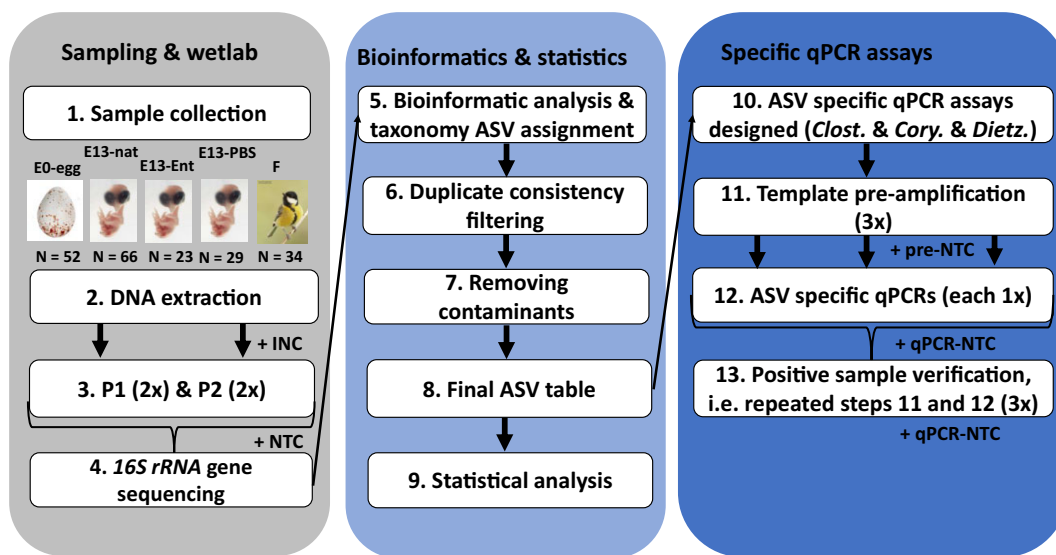 Sampling & wetlab
1. Sample collection
E0-egg
E13-nat
E13-Ent
E13-PBS
F
N = 52
N = 66
N = 23
N = 29
N = 34
2. DNA extraction
+ INC
3. P1 (2x) & P2 (2x)
+ NTC
4. 16S rRNA gene
sequencing
Bioinformatics & statistics
5. Bioinformatic analysis &
taxonomy ASV assignment
6. Duplicate consistency
filtering
7. Removing
contaminants
8. Final ASV table
9. Statistical analysis
Specific qPCR assays
10. ASV specific qPCR assays
designed (Clost. & Cory. & Dietz.)
11. Template pre-amplification
(3x)
+ pre-NTC
12. ASV specific qPCRs (each 1x)
+ qPCR-NTC
13. Positive sample verification,
i.e. repeated steps 11 and 12 (3x)
+ qPCR-NTC